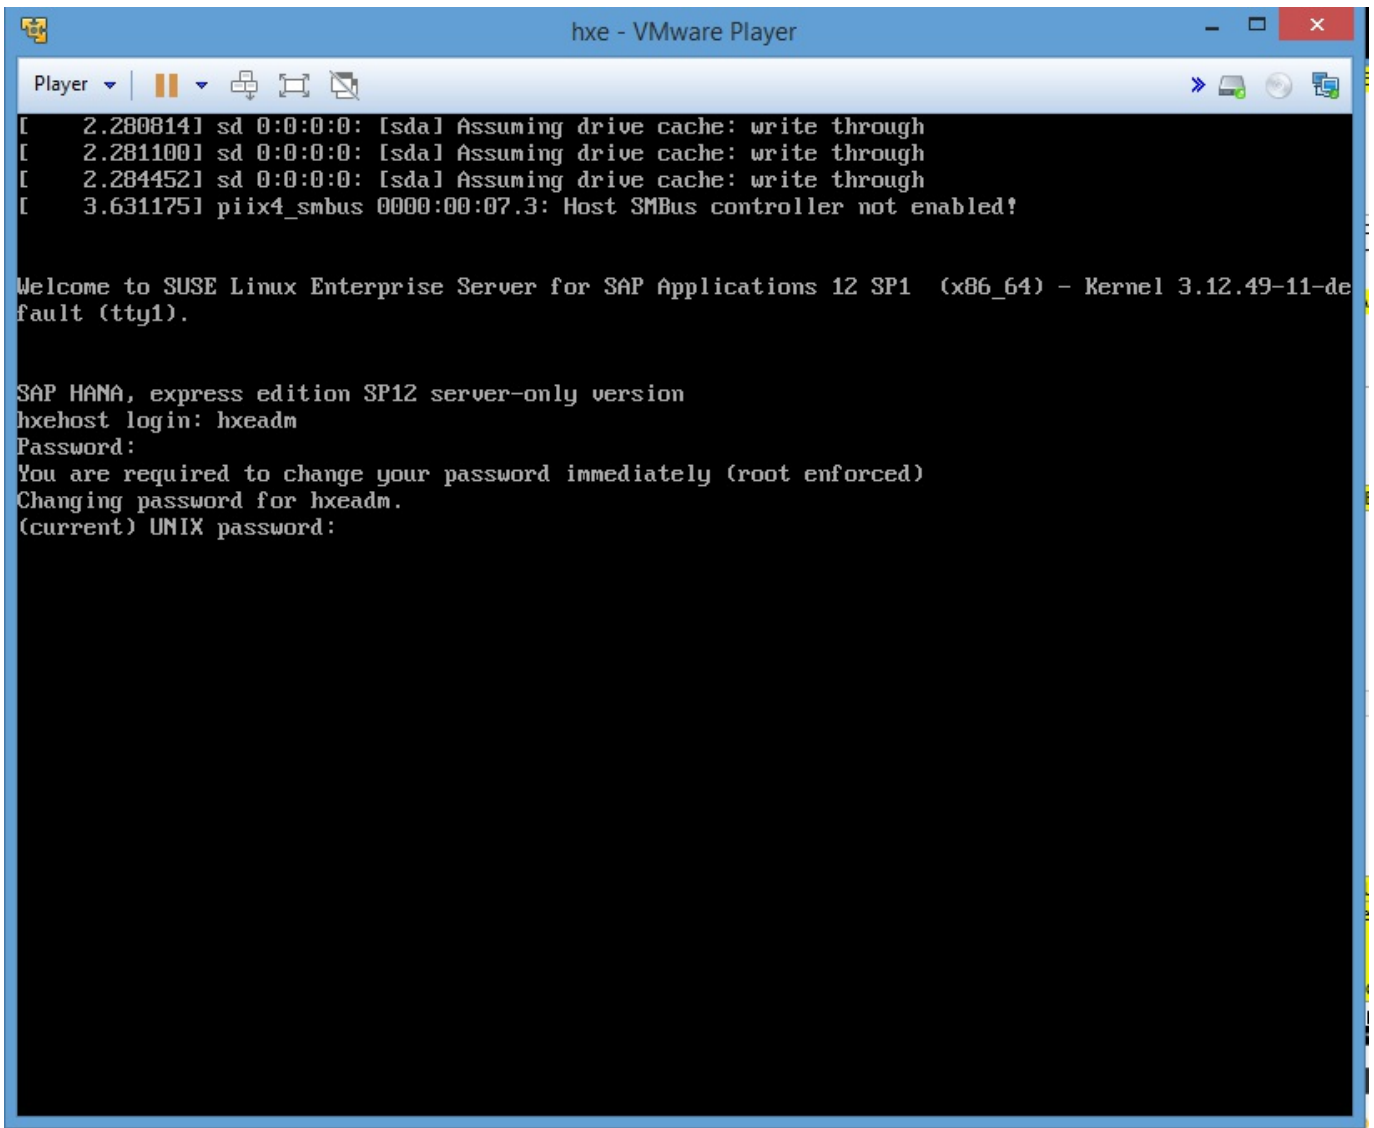 hxe - VMware Player
Player
[    2.280814] sd 0:0:0:0: [sda] Assuming drive cache: write through
[    2.281100] sd 0:0:0:0: [sda] Assuming drive cache: write through
[    2.284452] sd 0:0:0:0: [sda] Assuming drive cache: write through
[    3.631175] piix4_smbus 0000:00:07.3: Host SMBus controller not enabled!
Welcome to SUSE Linux Enterprise Server for SAP Applications 12 SP1  (x86_64) - Kernel 3.12.49-11-de
fault (tty1).
SAP HANA, express edition SP12 server-only version
hxehost login: hxeadm
Password:
You are required to change your password immediately (root enforced)
Changing password for hxeadm.
(current) UNIX password: